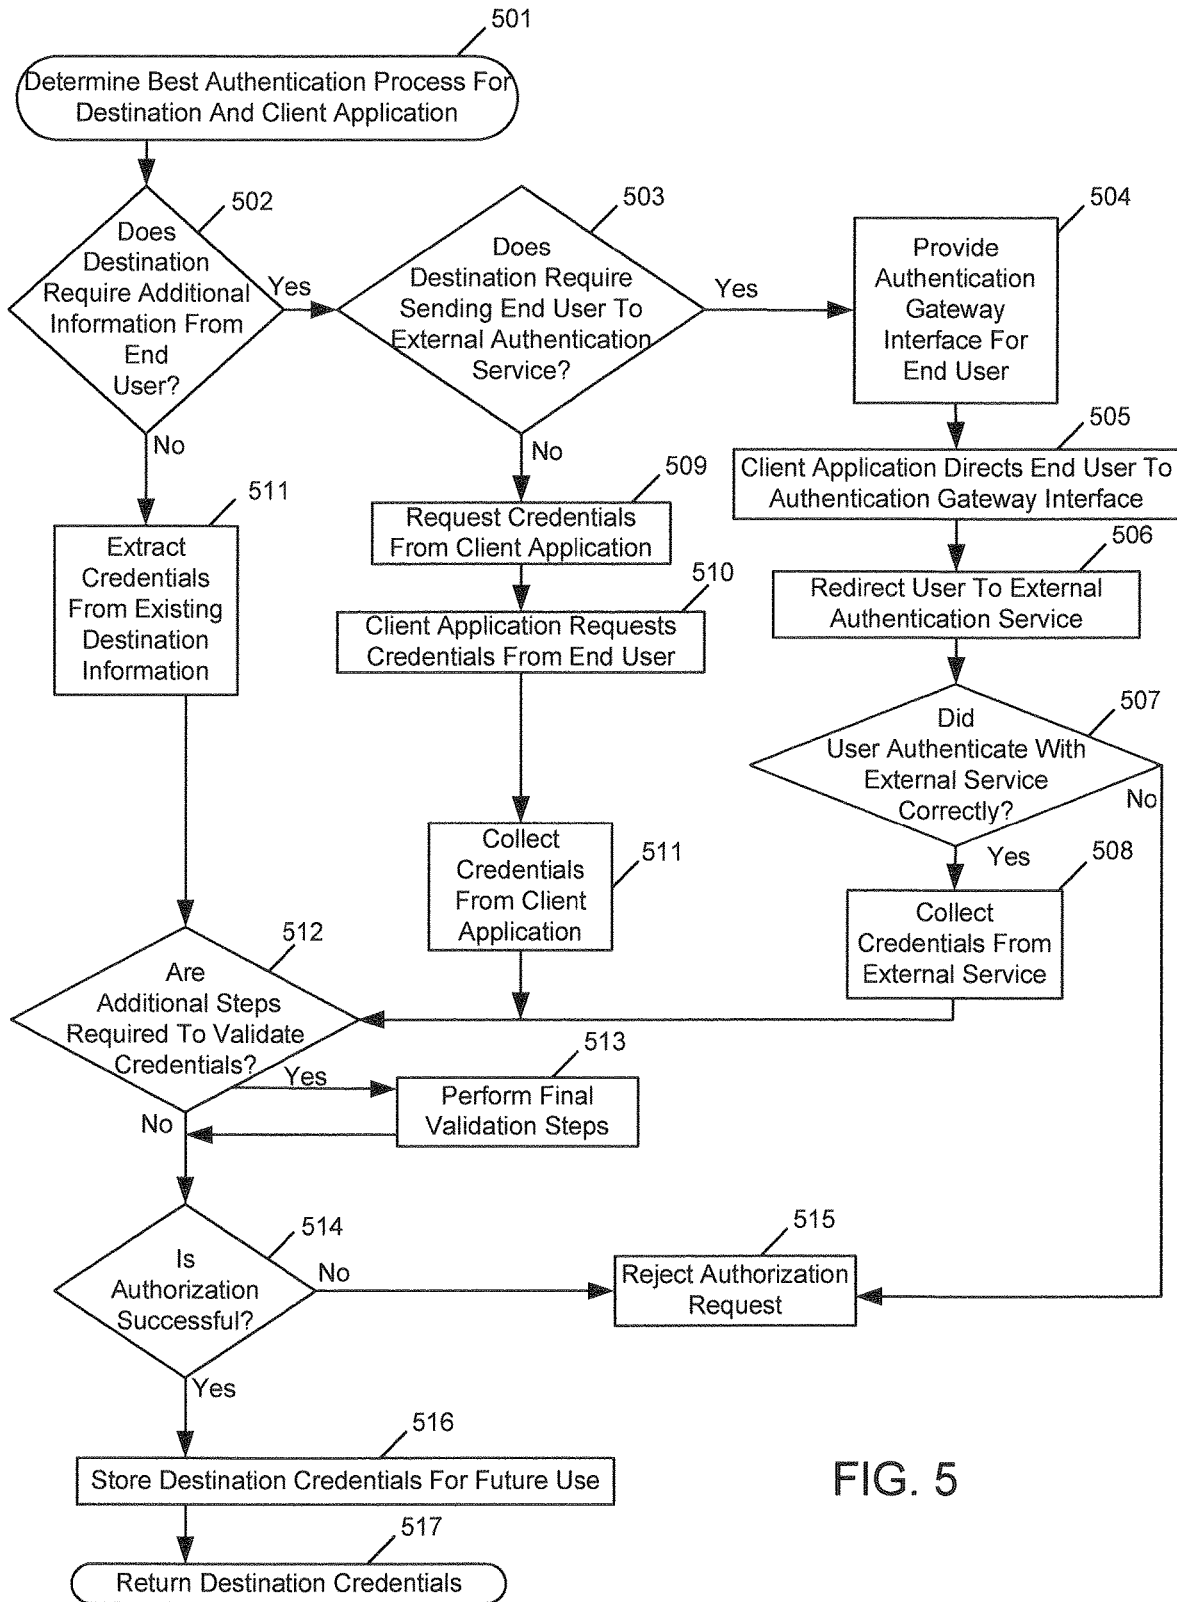 501
Determine Best Authentication Process For
Destination And Client Application
502
Does
Destination
Require Additional
Information From
End
User?
Yes
No
503
Does
Destination Require
Sending End User To
External Authentication
Service?
Yes
No
504
Provide
Authentication
Gateway
Interface For
End User
505
Client Application Directs End User To
Authentication Gateway Interface
511
Extract
Credentials
From Existing
Destination
Information
509
Request Credentials
From Client Application
506
Redirect User To External
Authentication Service
510
Client Application Requests
Credentials From End User
507
Did
User Authenticate With
External Service
Correctly?
No
Yes
511
Collect
Credentials
From Client
Application
508
Collect
Credentials From
External Service
512
Are
Additional Steps
Required To Validate
Credentials?
Yes
No
513
Perform Final
Validation Steps
514
Is
Authorization
Successful?
No
Yes
515
Reject Authorization
Request
516
Store Destination Credentials For Future Use
517
Return Destination Credentials
FIG. 5